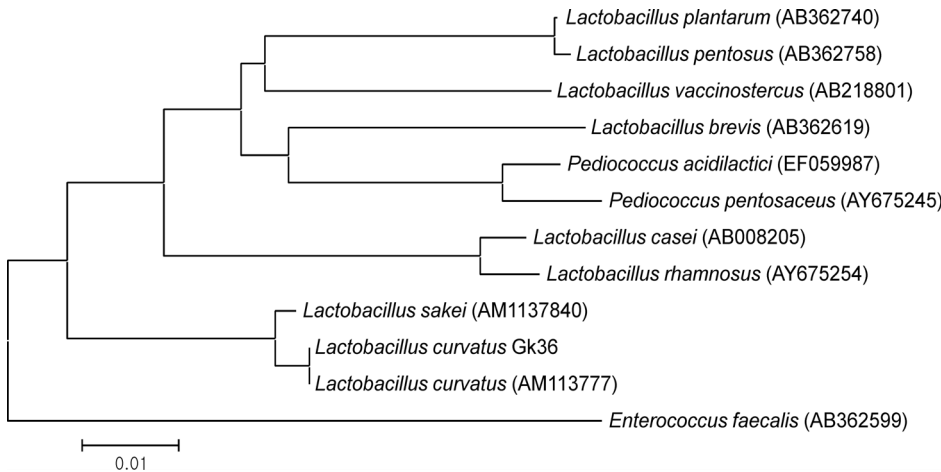 Lactobacillus plantarum (AB362740)
Lactobacillus pentosus (AB362758)
Lactobacillus vaccinostercus (AB218801)
Lactobacillus brevis (AB362619)
Pediococcus acidilactici (EF059987)
Pediococcus pentosaceus (AY675245)
Lactobacillus casei (AB008205)
Lactobacillus rhamnosus (AY675254)
Lactobacillus sakei (AM1137840)
Lactobacillus curvatus Gk36
Lactobacillus curvatus (AM113777)
Enterococcus faecalis (AB362599)
0.01